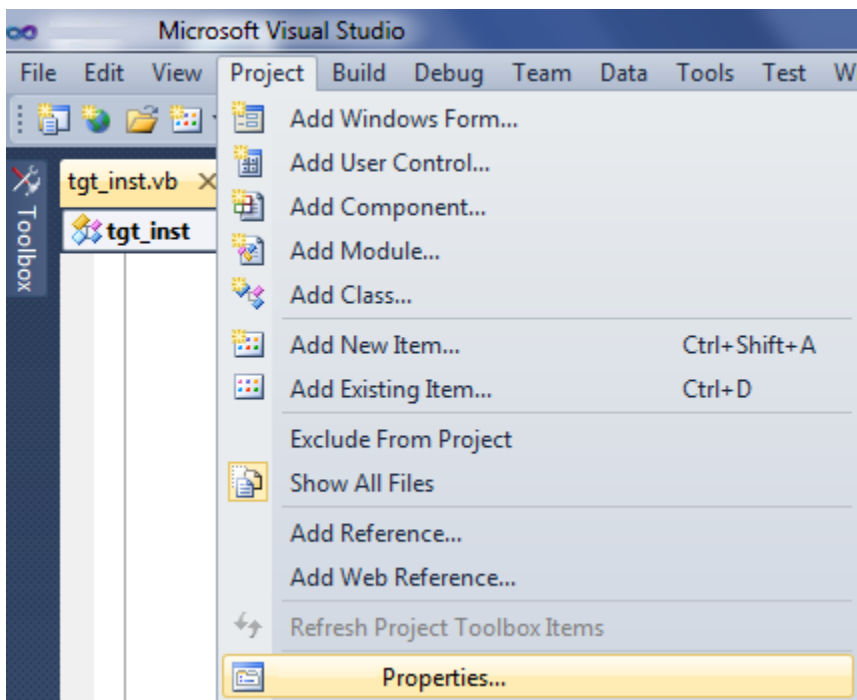 Microsoft Visual Studio
File Edit View Project Build Debug Team Data Tools Test W
Add Windows Form...
Add User Control...
tgt_inst.vb
Add Component...
tgt_inst
Add Module...
Toolbox
Add Class...
Add New Item... Ctrl+Shift+A
Add Existing Item... Ctrl+D
Exclude From Project
Show All Files
Add Reference...
Add Web Reference...
Refresh Project Toolbox Items
Properties...